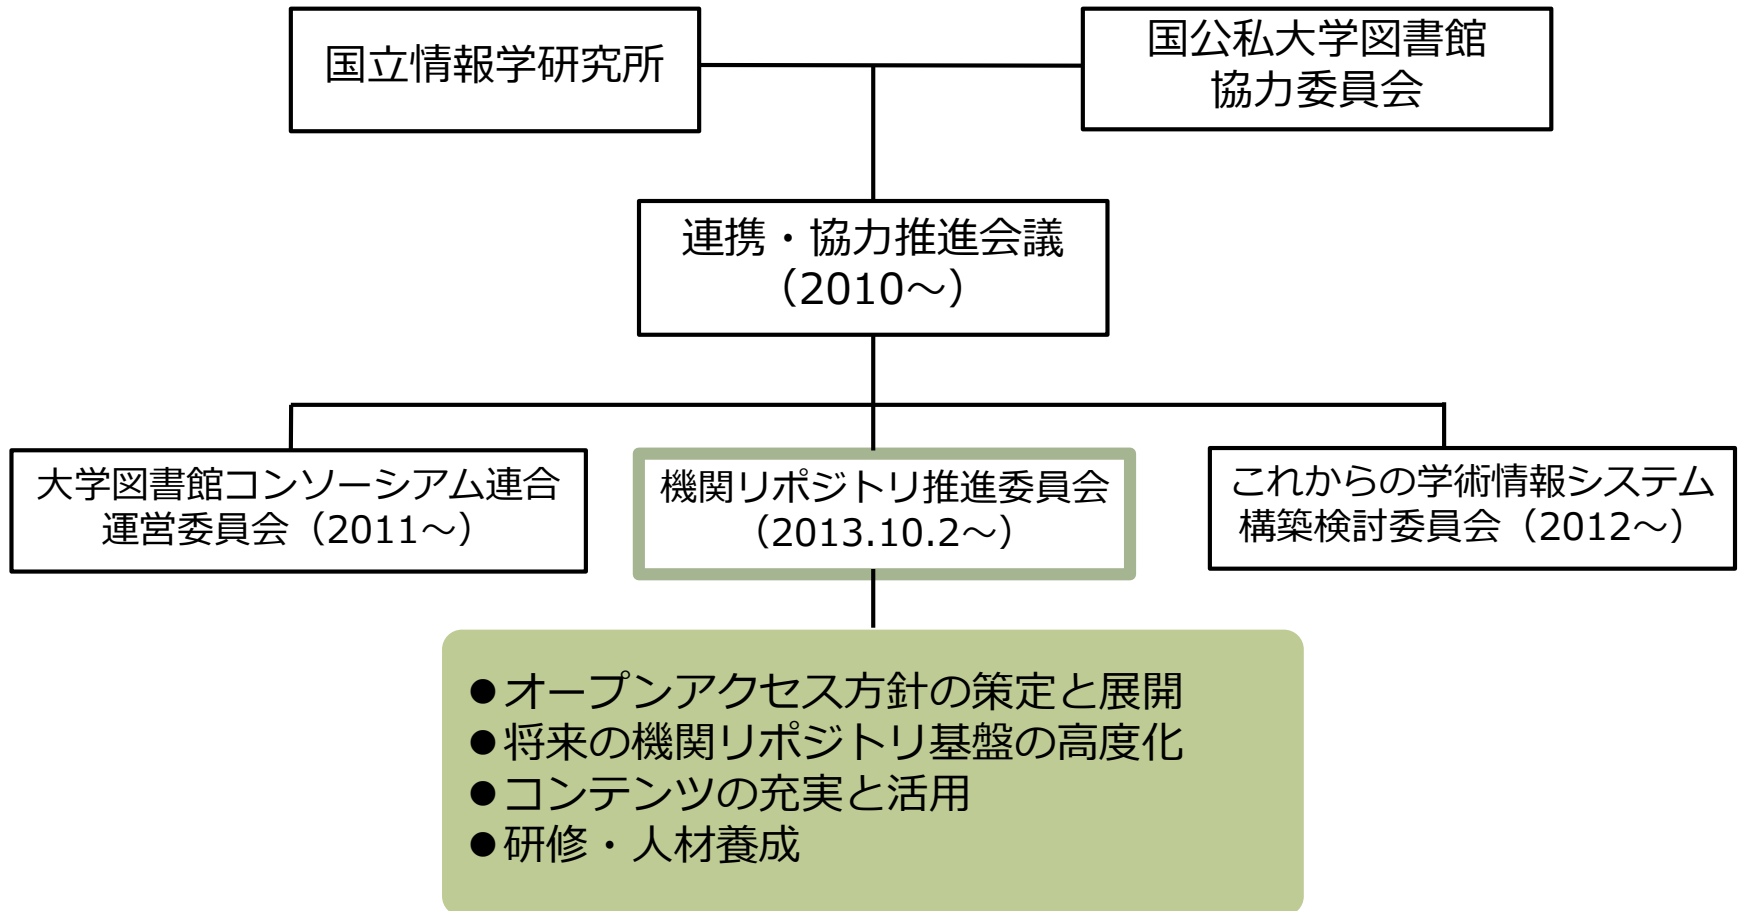 国立情報学研究所
国公私大学図書館
協力委員会
連携・協力推進会議
（2010～）
大学図書館コンソーシアム連合
運営委員会（2011～）
機関リポジトリ推進委員会
（2013.10.2～）
これからの学術情報システム
構築検討委員会（2012～）
●オープンアクセス方針の策定と展開
●将来の機関リポジトリ基盤の高度化
●コンテンツの充実と活用
●研修・人材養成